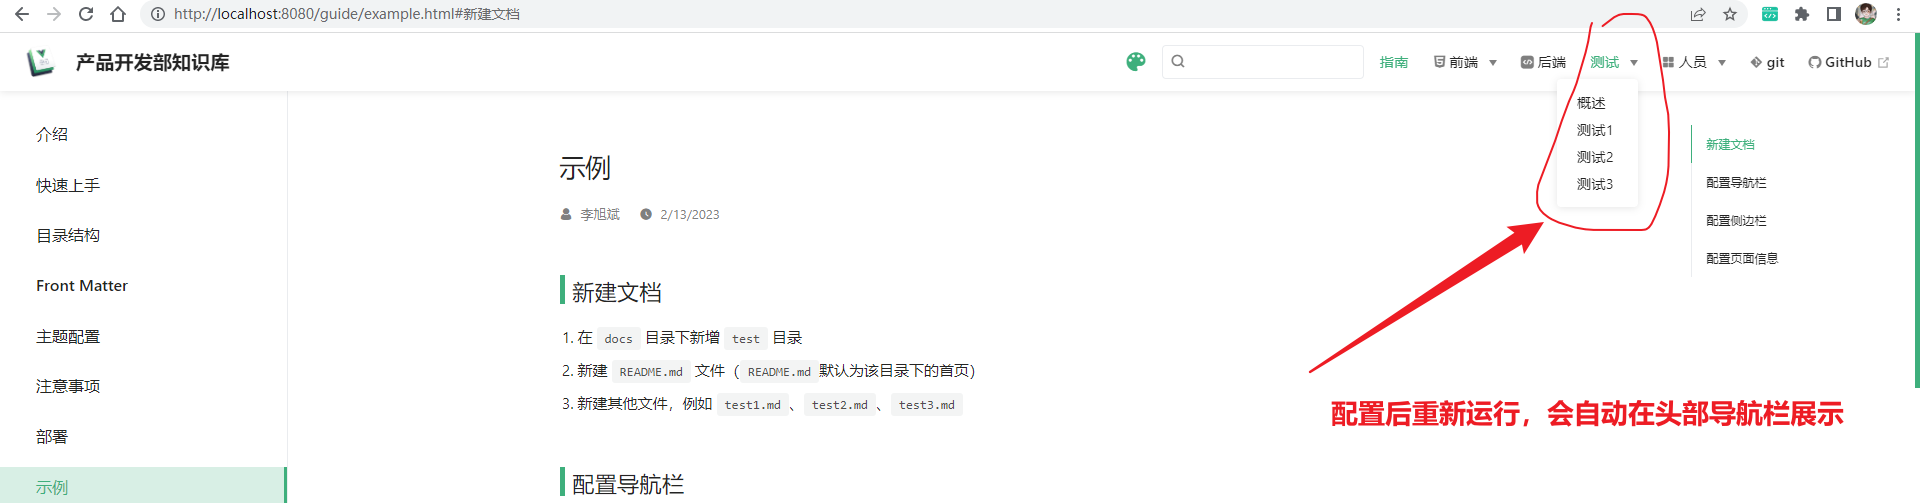 http://localhost:8080/guide/example.html#新建文档
产品开发部知识库
指南 前端 后端 测试 人员 git GitHub
概述
测试1
测试2
测试3
介绍
快速上手
目录结构
Front Matter
主题配置
注意事项
部署
示例
示例
李旭斌 2/13/2023
新建文档
1. 在 docs 目录下新增 test 目录
2. 新建 README.md 文件（ README.md 默认为该目录下的首页）
3. 新建其他文件，例如 test1.md 、 test2.md 、 test3.md
配置导航栏
新建文档
配置导航栏
配置侧边栏
配置页面信息
配置后重新运行，会自动在头部导航栏展示